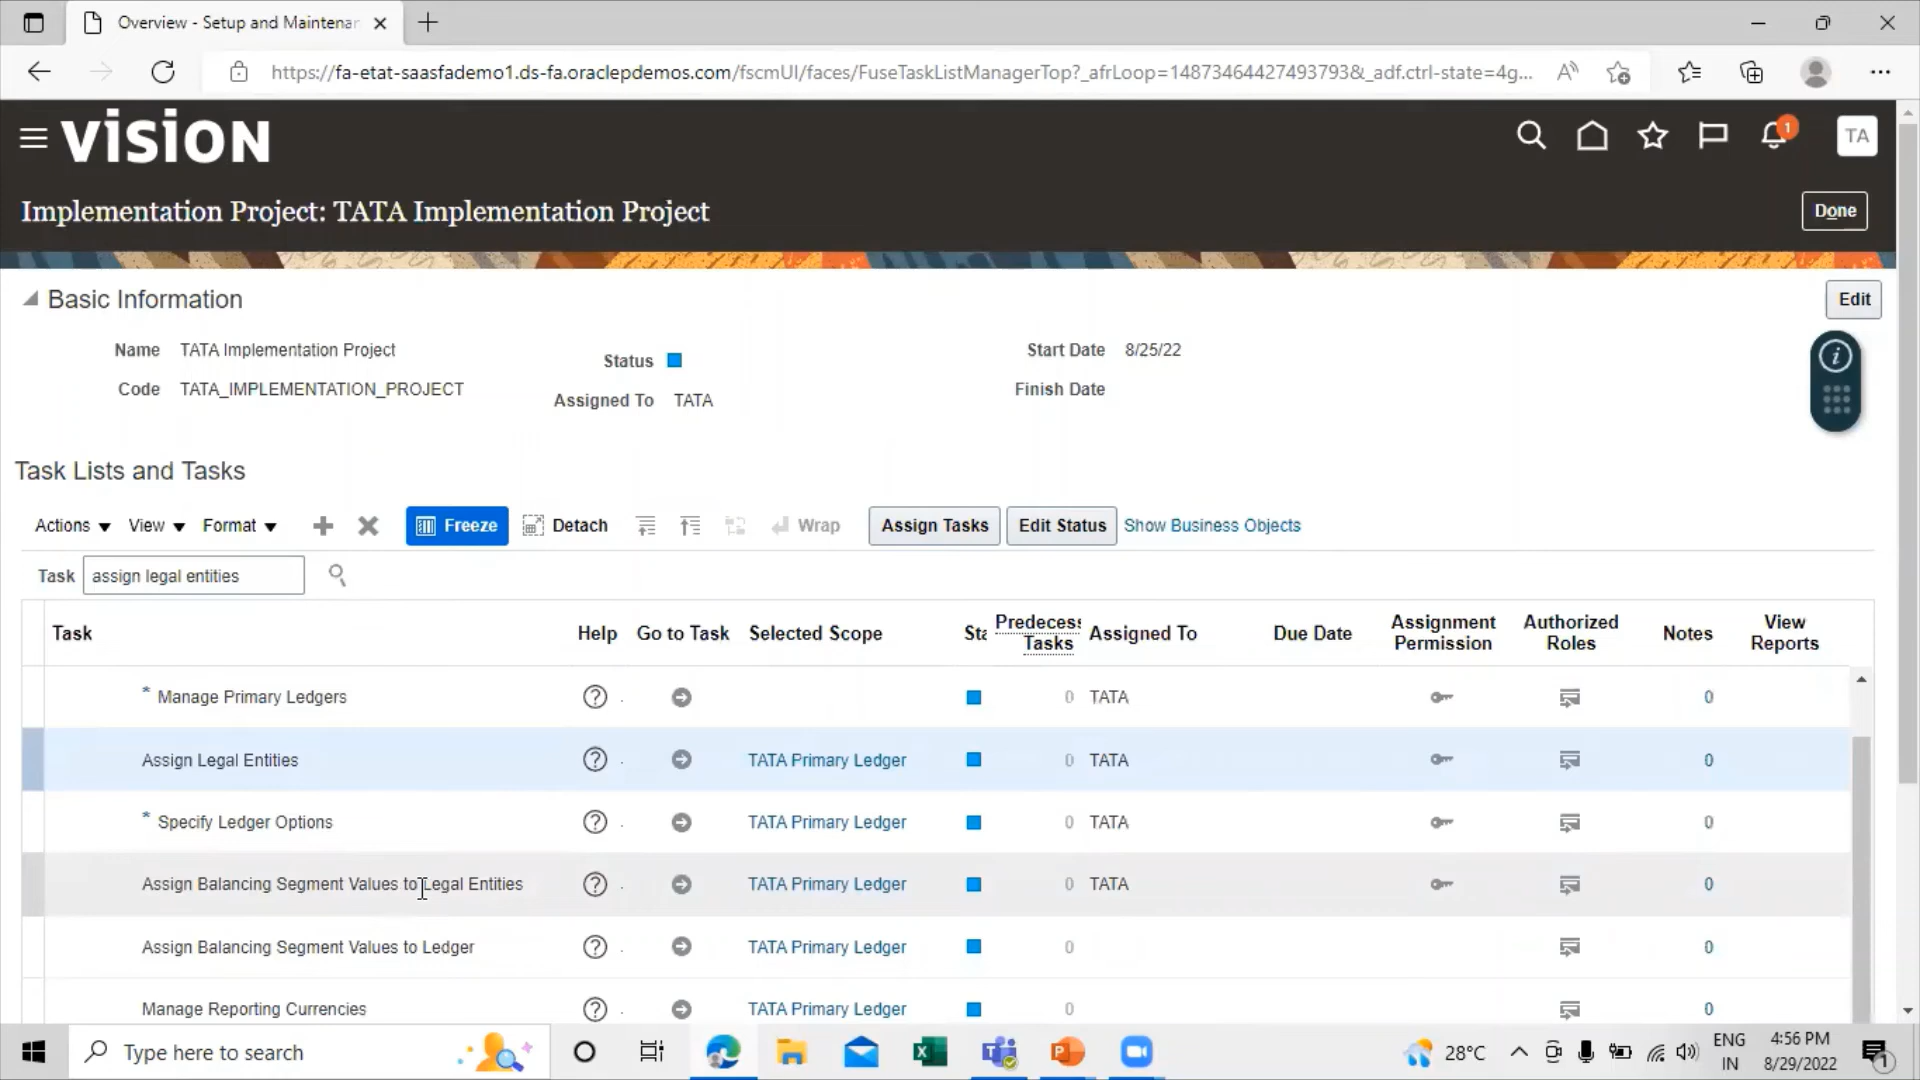 Overview - Setup and Maintenan
https://fa-etat-saasfademo1.ds-fa.oraclepdemos.com/fscmUI/faces/FuseTaskListManagerTop?_afrLoop=14873464427493793&_adf.ctrl-state=4g...
VISION
1
TA
Implementation Project: TATA Implementation Project
Done
Basic Information
Edit
Name TATA Implementation Project
Status
Start Date 8/25/22
Code TATA_IMPLEMENTATION_PROJECT
Assigned To TATA
Finish Date
Task Lists and Tasks
Actions View Format Freeze Detach Wrap Assign Tasks Edit Status Show Business Objects
Task assign legal entities
Task Help Go to Task Selected Scope Sta Predecess Tasks Assigned To Due Date Assignment Permission Authorized Roles Notes View Reports
* Manage Primary Ledgers 0 TATA 0
Assign Legal Entities TATA Primary Ledger 0 TATA 0
* Specify Ledger Options TATA Primary Ledger 0 TATA 0
Assign Balancing Segment Values to Legal Entities TATA Primary Ledger 0 TATA 0
Assign Balancing Segment Values to Ledger TATA Primary Ledger 0 0
Manage Reporting Currencies TATA Primary Ledger 0 0
Type here to search
28°C
ENG
IN
4:56 PM
8/29/2022
1